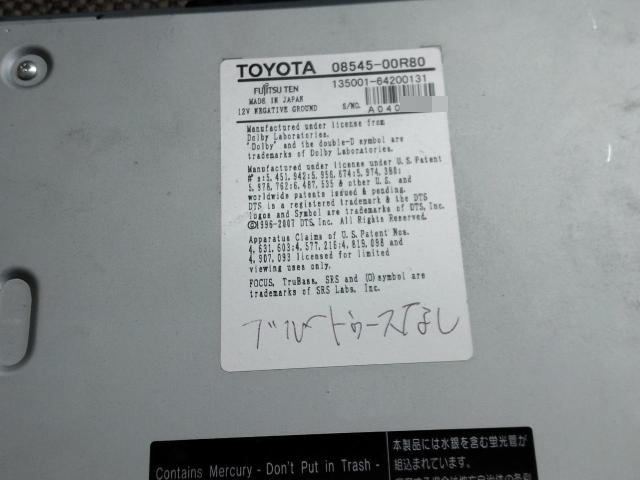 TOYOTA 08545-00R80
FUJITSU TEN
135001-64200131
MADE IN JAPAN
12V NEGATIVE GROUND
S/NO.
A040
Manufactured under license from
Dolby Laboratories.
"Dolby" and the double-D symbol are
trademarks of Dolby Laboratories.
Manufactured under license under U.S. Patent
#'s:5,451,942;5,956,674;5,974,380;
5,978,762;6,487,535 & other U.S. and
worldwide patents issued & pending.
DTS is a registered trademark & the DTS
logos and Symbol are trademarks of DTS, Inc.
©1996-2007 DTS, Inc. All Rights Reserved.
Apparatus Claims of U.S. Patent Nos.
4,631,603;4,577,216;4,819,098 and
4,907,093 licensed for limited
viewing uses only.
FOCUS, TruBass, SRS and (O) symbol are
trademarks of SRS Labs, Inc.
ブルートゥースなし
Contains Mercury - Don't Put in Trash -
本製品には水銀を含む蛍光管が
組込まれています。